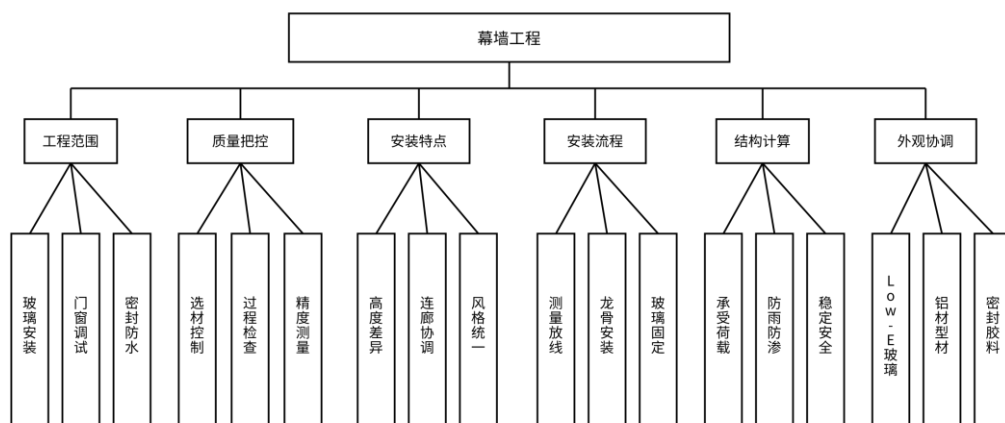 幕墙工程
工程范围
质量把控
安装特点
安装流程
结构计算
外观协调
玻璃安装
门窗调试
密封防水
选材控制
过程检查
精度测量
高度差异
连廊协调
风格统一
测量放线
龙骨安装
玻璃固定
承受荷载
防雨防渗
稳定安全
Low-E玻璃
铝材型材
密封胶料